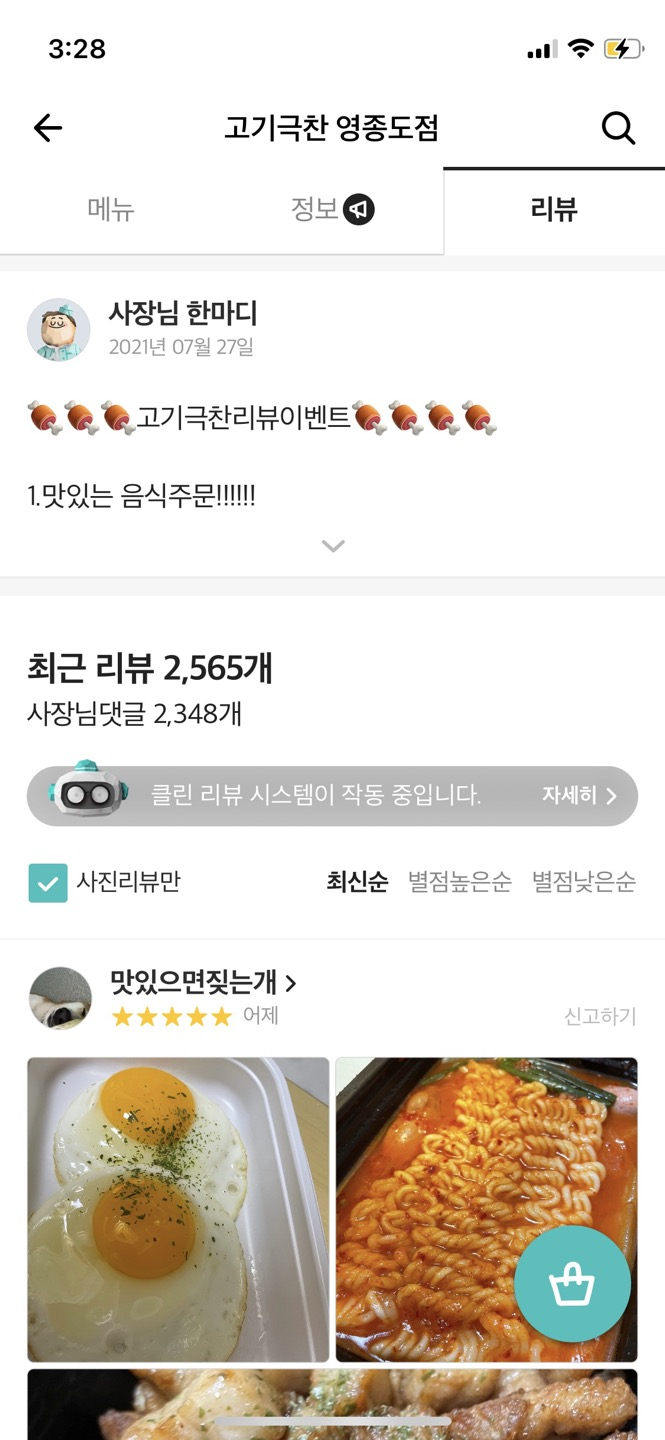 3:28
고기극찬 영종도점
메뉴
정보
리뷰
사장님 한마디
2021년 07월 27일
🍖🍖🍖고기극찬리뷰이벤트🍖🍖🍖🍖
1.맛있는 음식주문!!!!!!
최근 리뷰 2,565개
사장님댓글 2,348개
클린 리뷰 시스템이 작동 중입니다. 자세히
사진리뷰만 최신순 별점높은순 별점낮은순
맛있으면짖는개
어제 신고하기